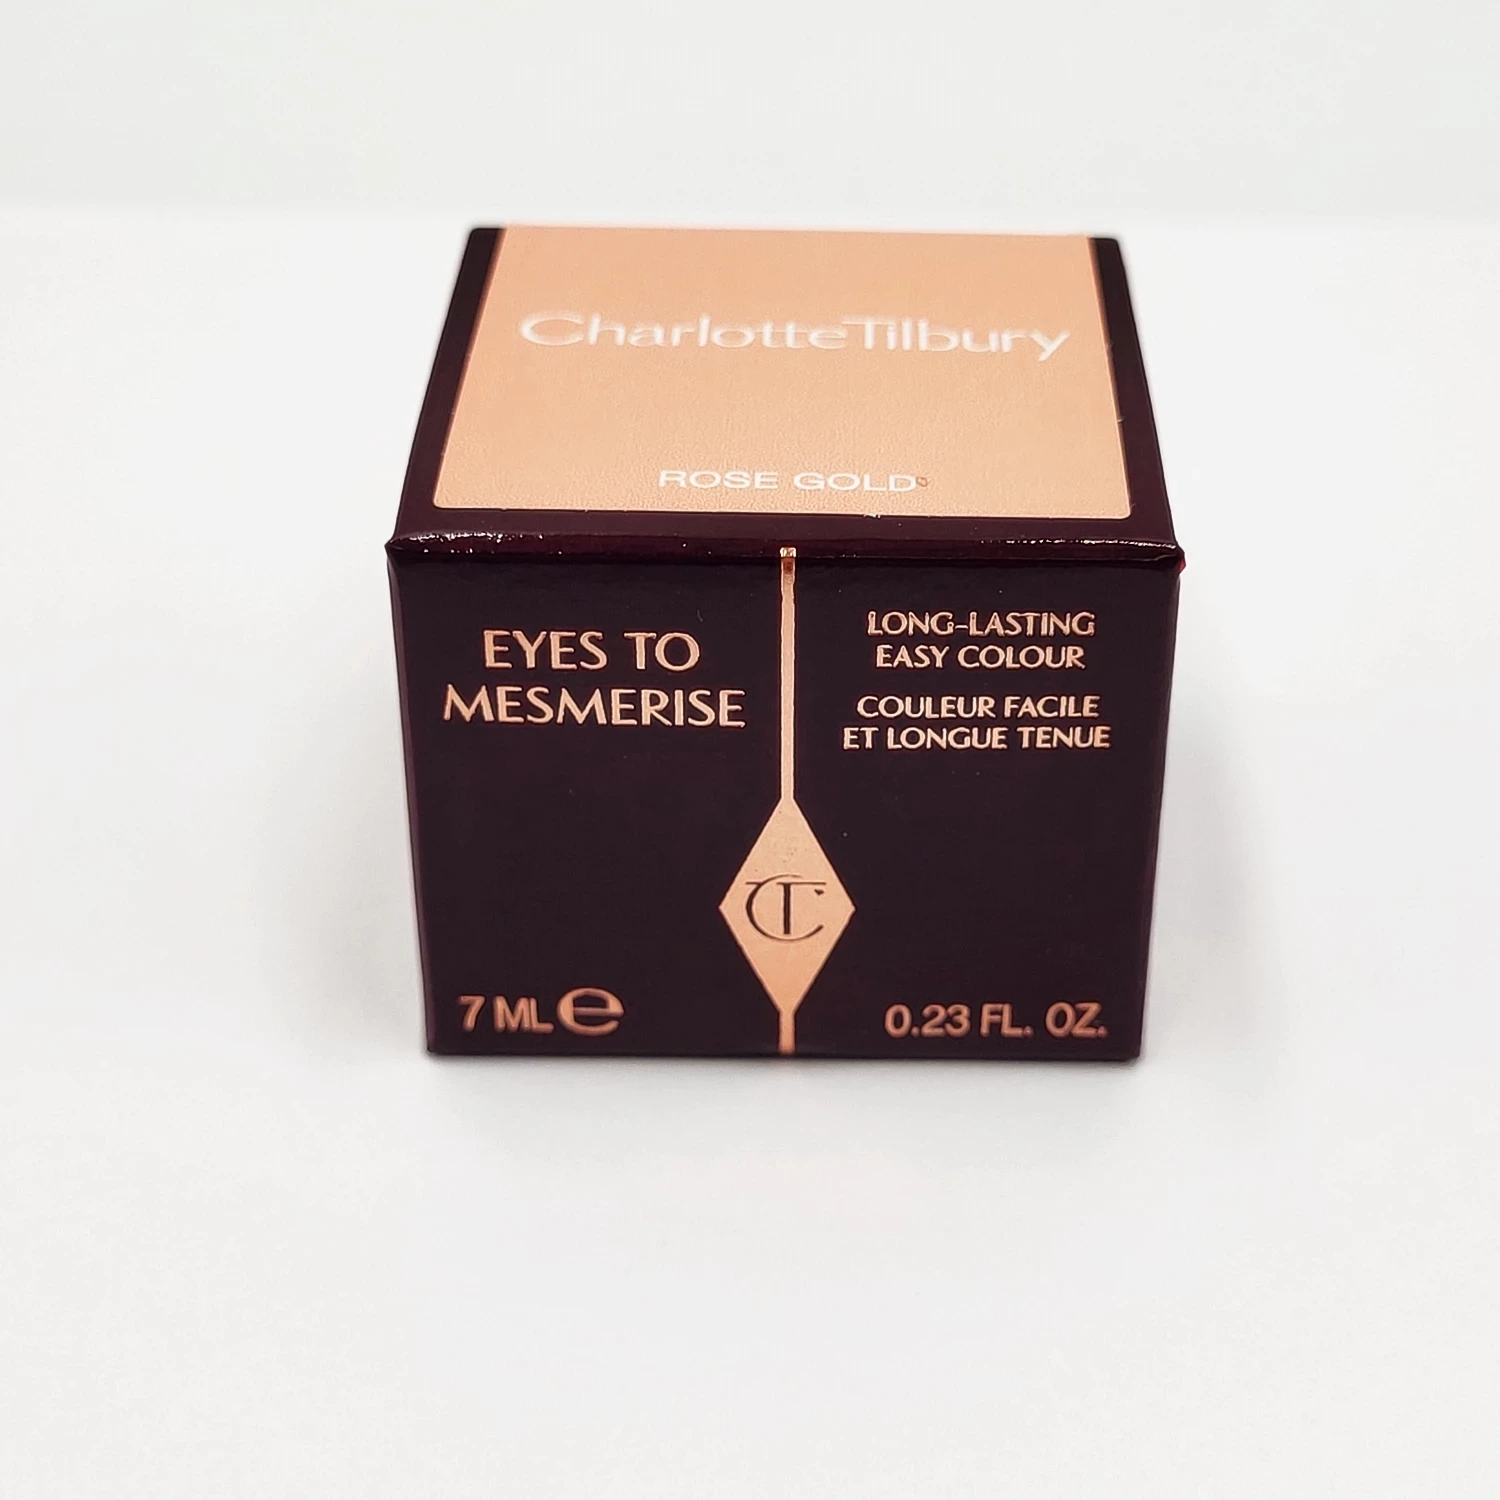 CharlotteTilbury
ROSE GOLD
EYES TO
MESMERISE
LONG-LASTING
EASY COLOUR
COULEUR FACILE
ET LONGUE TENUE
CT
7 ML e
0.23 FL. OZ.